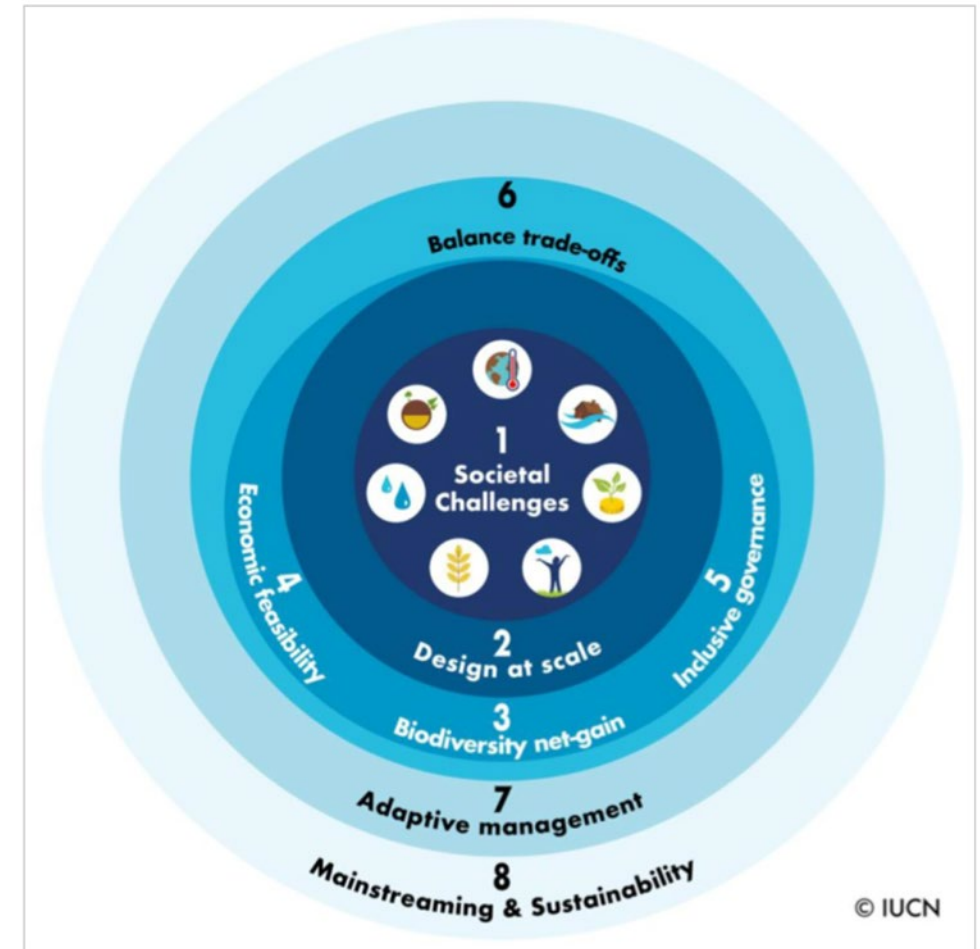 6
Balance trade-offs
1
Societal
Challenges
4
Economic feasibility
5
Inclusive governance
2
Design at scale
3
Biodiversity net-gain
7
Adaptive management
8
Mainstreaming & Sustainability
© IUCN